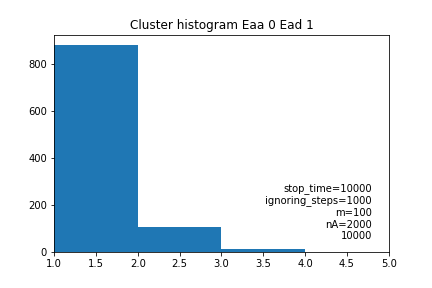 Cluster histogram Eaa 0 Ead 1
800
600
400
200
0
stop_time=10000
ignoring_steps=1000
m=100
nA=2000
10000
1.0 1.5 2.0 2.5 3.0 3.5 4.0 4.5 5.0